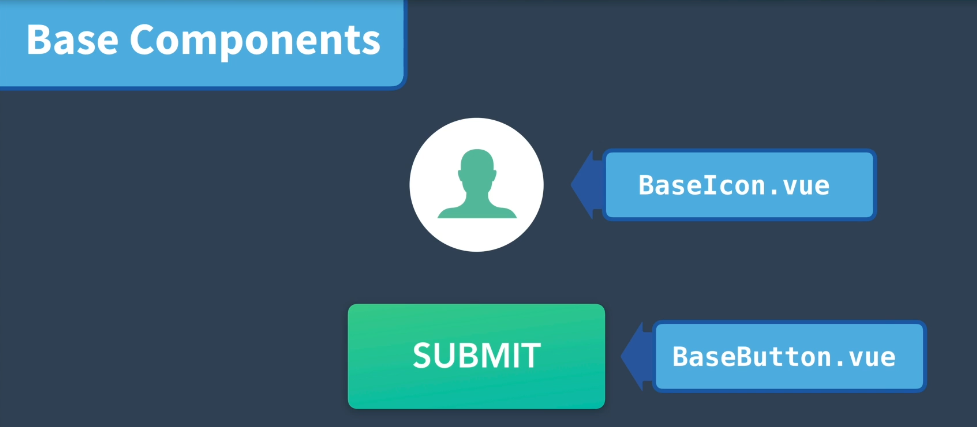 Base Components
BaseIcon.vue
SUBMIT
BaseButton.vue